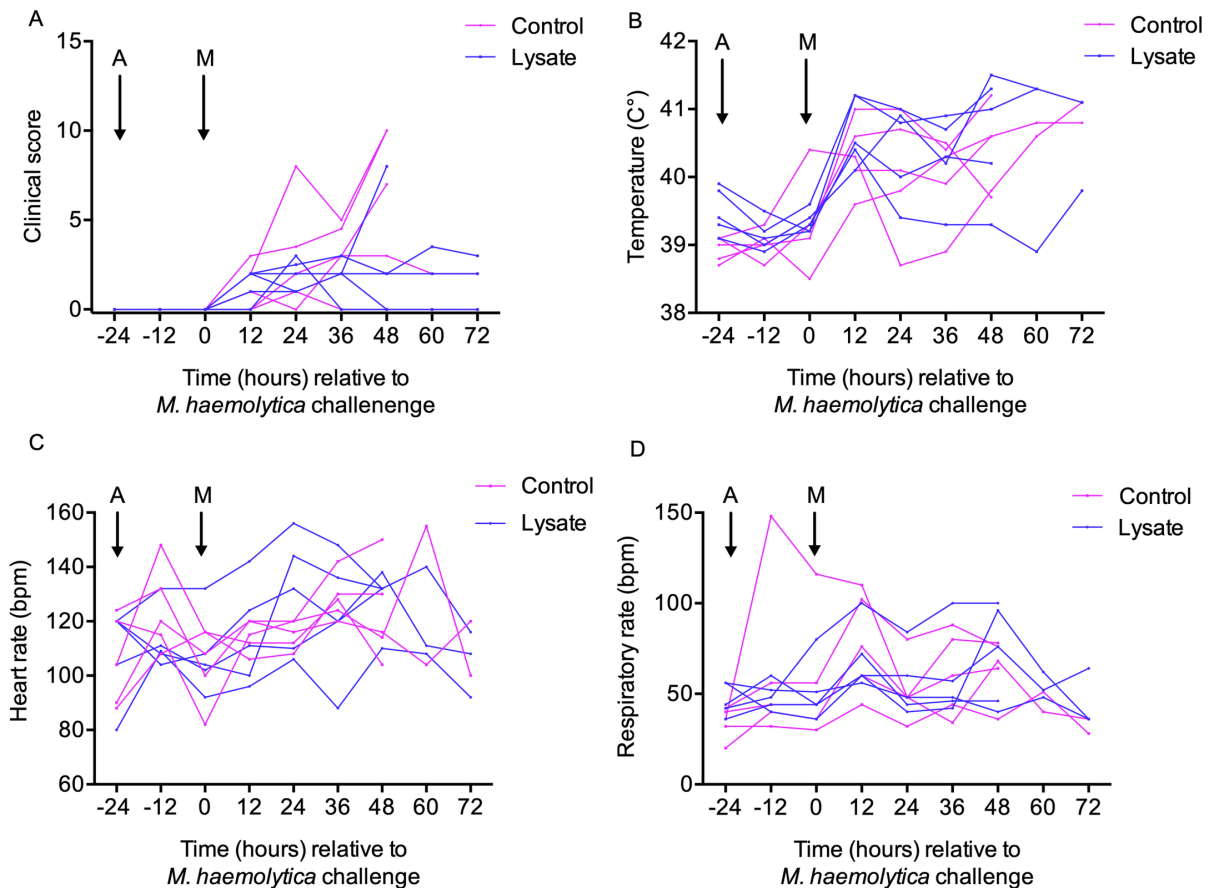 A
Control
Lysate
A
M
15
10
5
0
Clinical score
-24 -12 0 12 24 36 48 60 72
Time (hours) relative to
M. haemolytica challenenge
B
Control
Lysate
A
M
42
41
40
39
38
Temperature (C°)
-24 -12 0 12 24 36 48 60 72
Time (hours) relative to
M. haemolytica challenenge
C
Control
Lysate
A
M
160
140
120
100
80
60
Heart rate (bpm)
-24 -12 0 12 24 36 48 60 72
Time (hours) relative to
M. haemolytica challenge
D
Control
Lysate
A
M
150
100
50
0
Respiratory rate (bpm)
-24 -12 0 12 24 36 48 60 72
Time (hours) relative to
M. haemolytica challenge